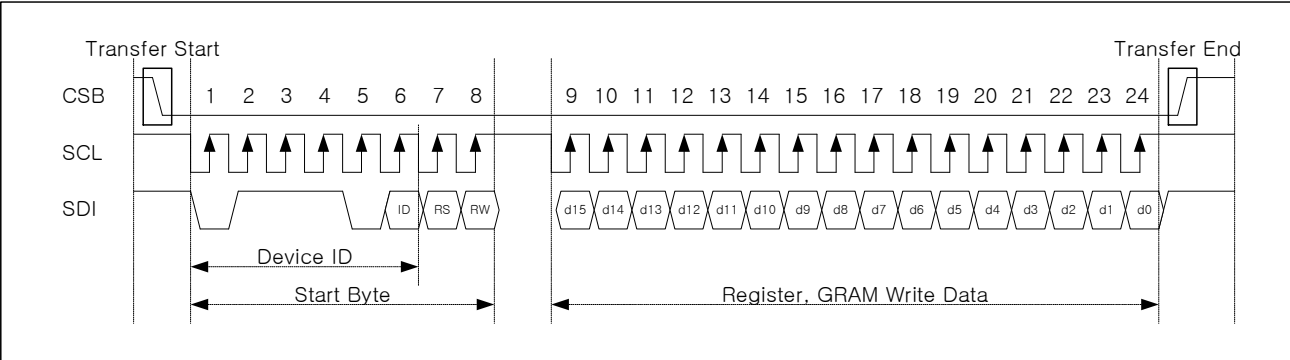 Transfer Start Transfer End
CSB 1 2 3 4 5 6 7 8 9 10 11 12 13 14 15 16 17 18 19 20 21 22 23 24
SCL
SDI ID RS RW d15 d14 d13 d12 d11 d10 d9 d8 d7 d6 d5 d4 d3 d2 d1 d0
Device ID
Start Byte Register, GRAM Write Data